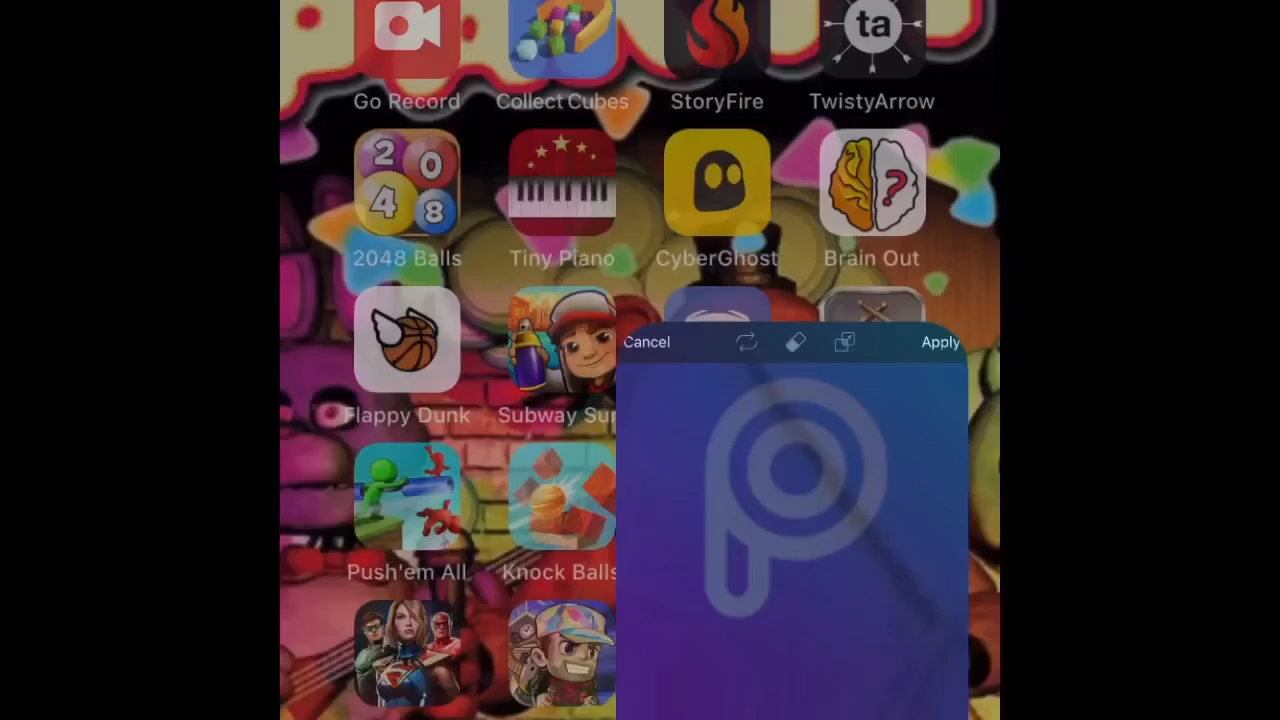 Go Record Collect Cubes StoryFire TwistyArrow
ta
2048 Balls Tiny Piano CyberGhost Brain Out
2 0
4 8
?
Cancel Apply
Flappy Dunk Subway Sur
Push'em All Knock Balls